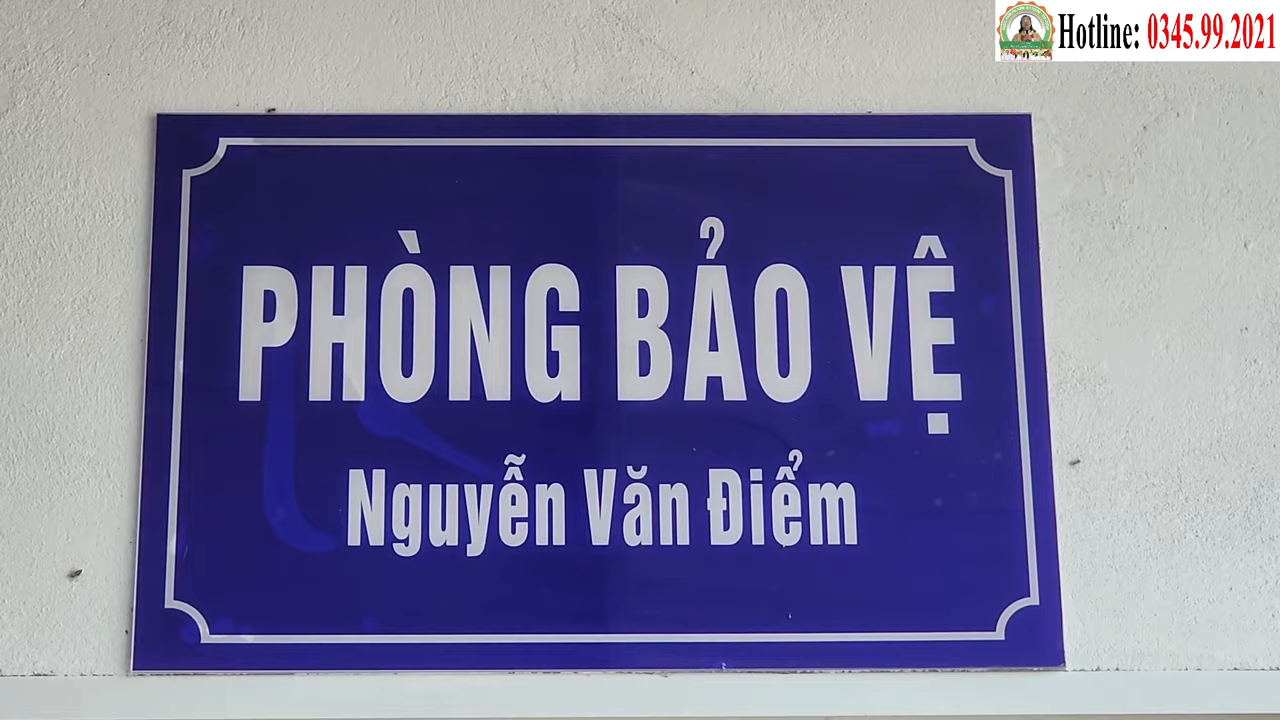 Hotline: 0345.99.2021
PHÒNG BẢO VỆ
Nguyễn Văn Điểm